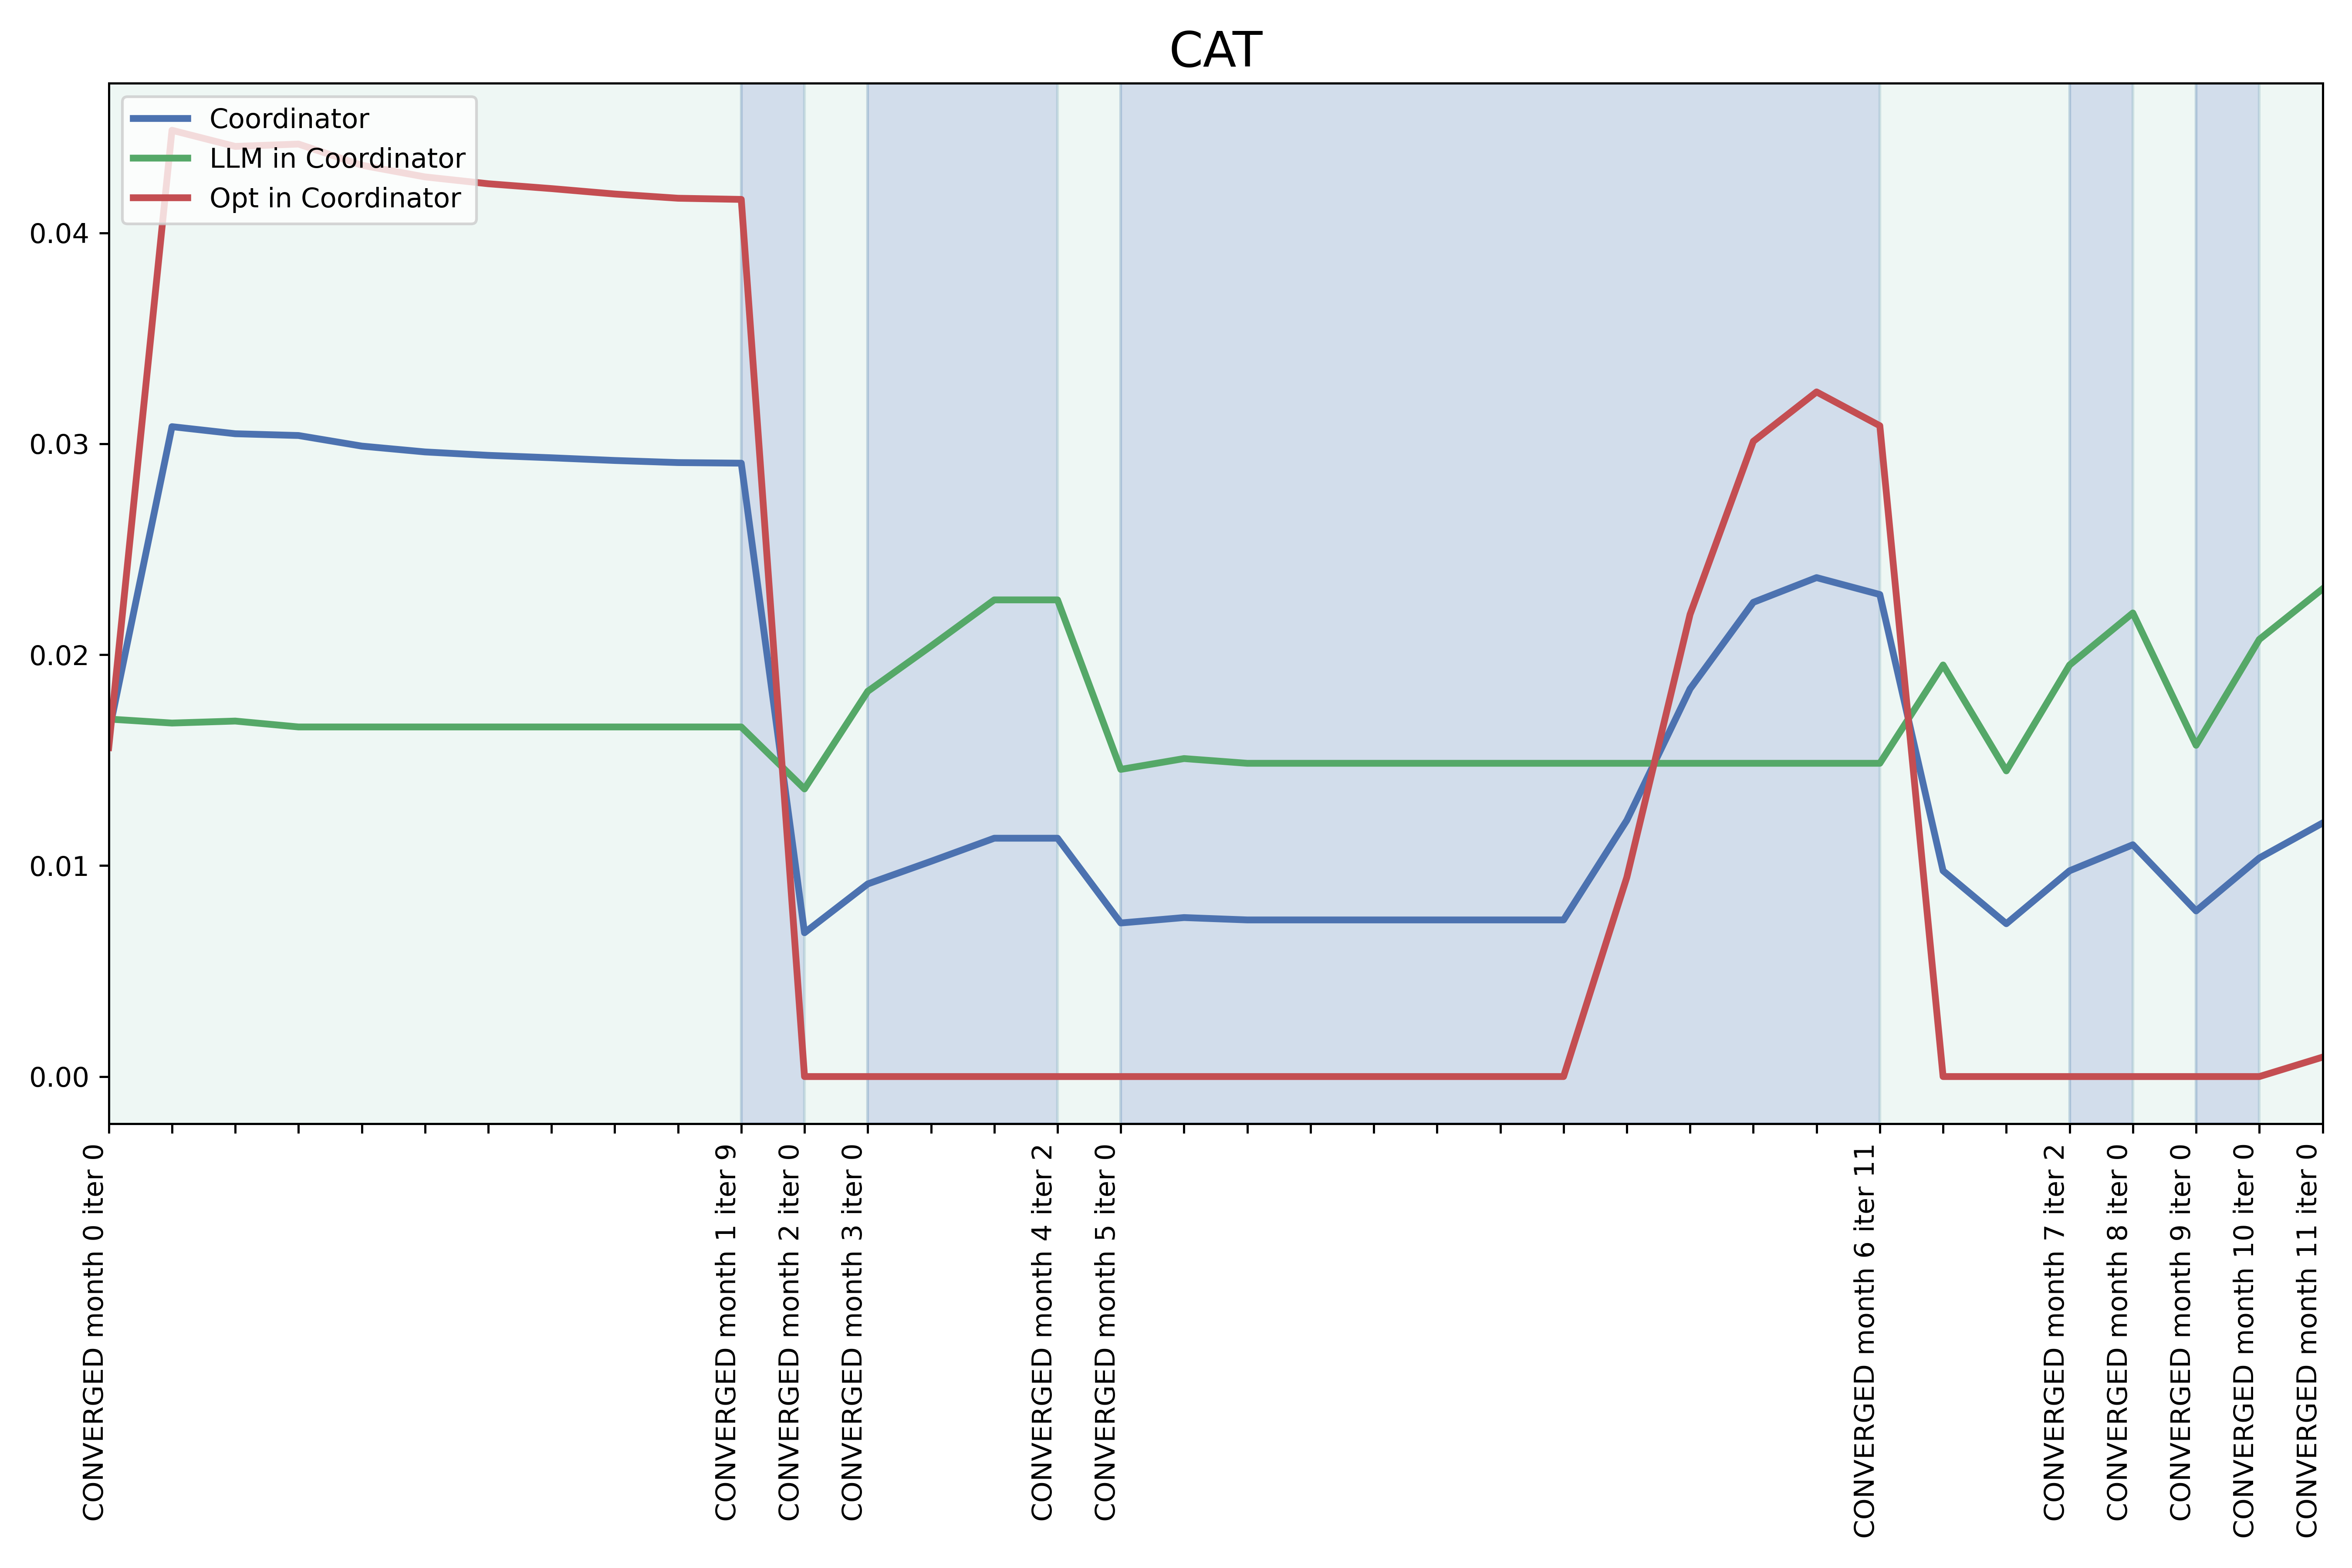 CAT
Coordinator
LLM in Coordinator
Opt in Coordinator
0.04
0.03
0.02
0.01
0.00
CONVERGED month 0 iter 0
CONVERGED month 1 iter 9
CONVERGED month 2 iter 0
CONVERGED month 3 iter 0
CONVERGED month 4 iter 2
CONVERGED month 5 iter 0
CONVERGED month 6 iter 11
CONVERGED month 7 iter 2
CONVERGED month 8 iter 0
CONVERGED month 9 iter 0
CONVERGED month 10 iter 0
CONVERGED month 11 iter 0